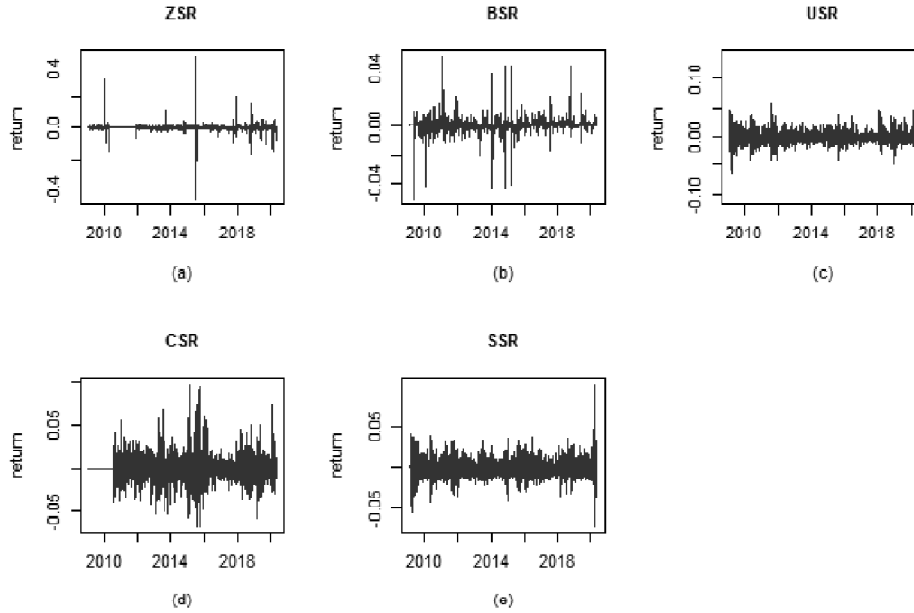 ZSR
BSR
USR
return
0.4
0.0
-0.4
2010 2014 2018
(a)
return
0.04
0.00
-0.04
2010 2014 2018
(b)
return
0.10
0.00
-0.10
2010 2014 2018
(c)
CSR
SSR
return
0.05
-0.05
2010 2014 2018
(d)
return
0.05
-0.05
2010 2014 2018
(e)